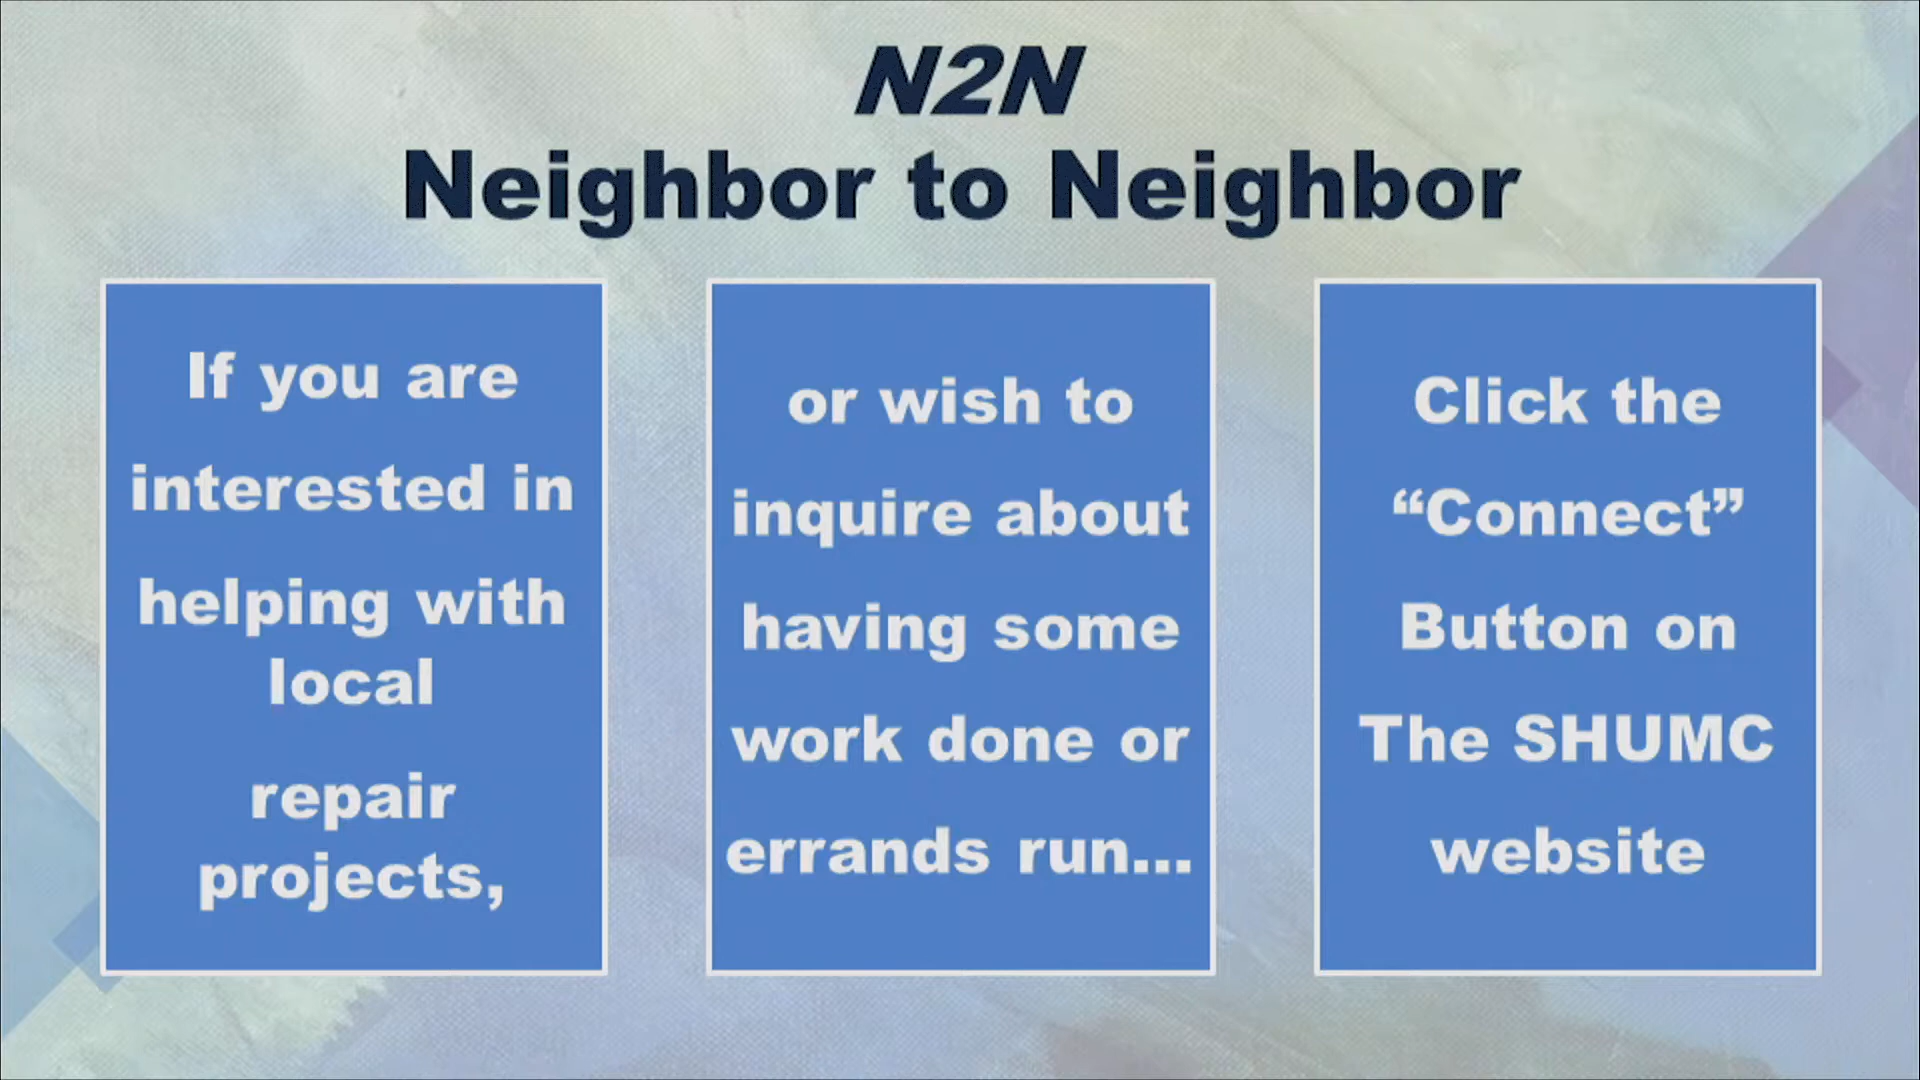 N2N
Neighbor to Neighbor
If you are
interested in
helping with
local
repair
projects,
or wish to
inquire about
having some
work done or
errands run...
Click the
“Connect”
Button on
The SHUMC
website